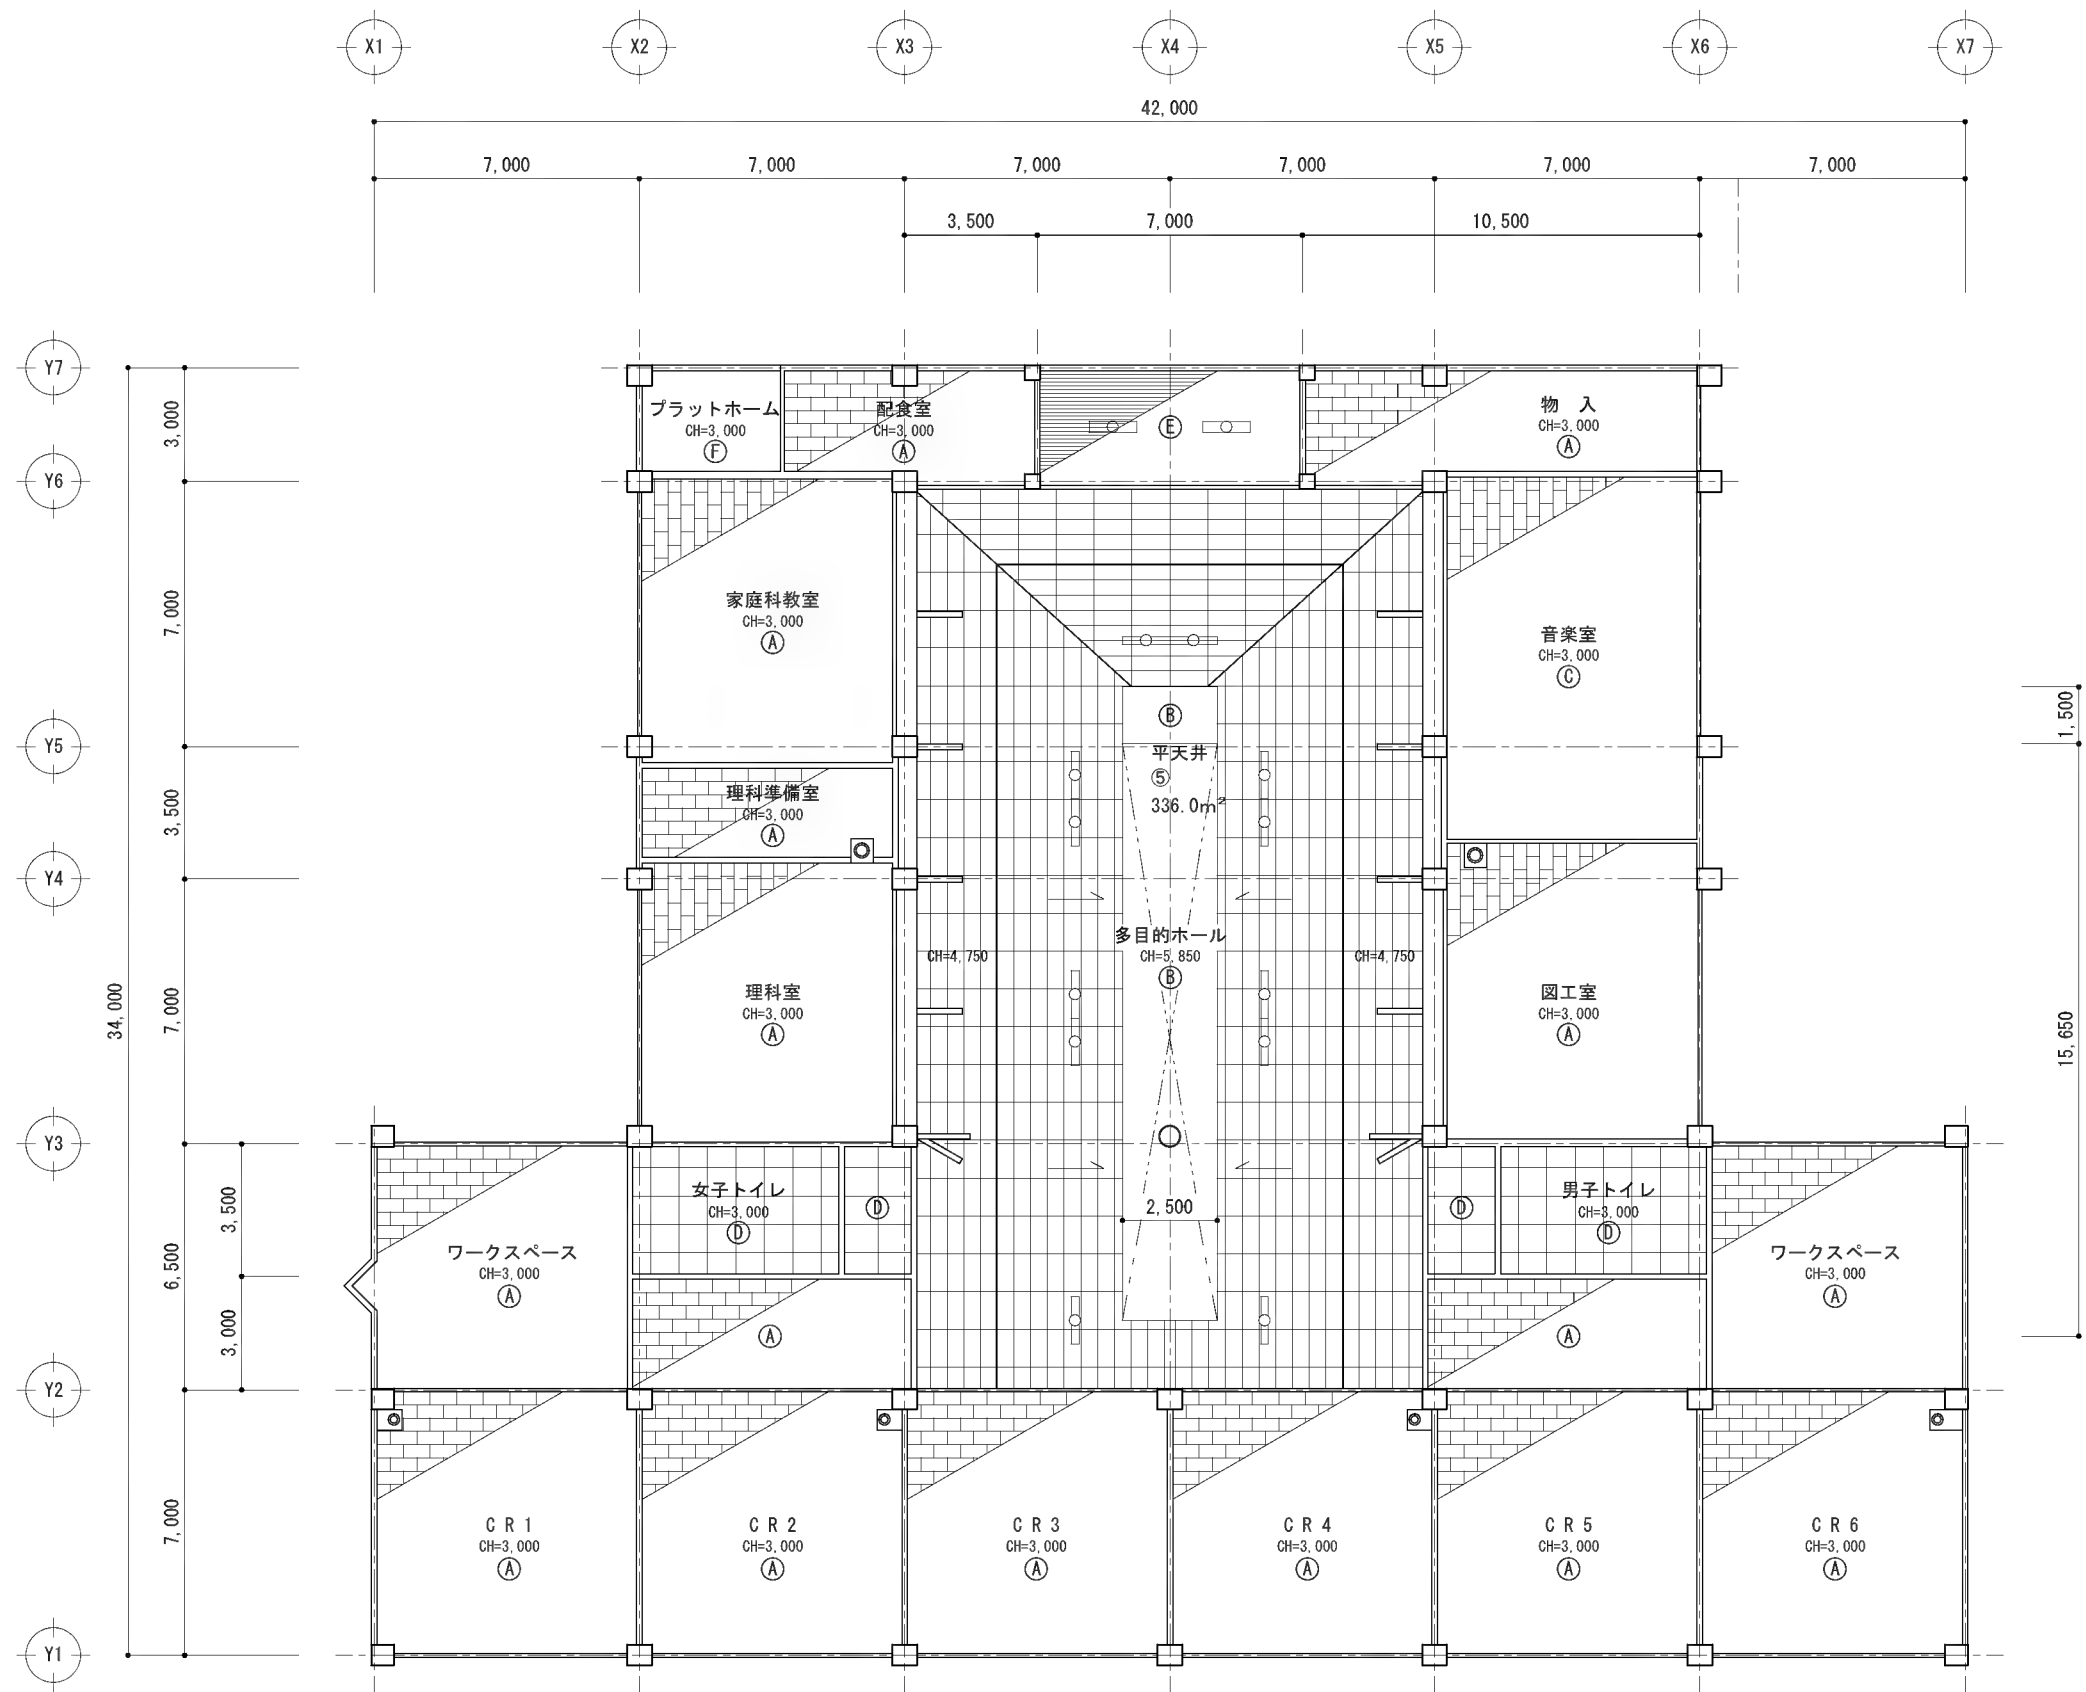 X1 X2 X3 X4 X5 X6 X7
42,000
7,000 7,000 7,000 7,000 7,000 7,000
3,500 7,000 10,500
Y7
Y6
Y5
Y4
Y3
Y2
Y1
34,000
3,000
7,000
3,500
7,000
6,500
7,000
3,500
3,000
1,500
15,650
プラットホーム
CH=3,000
F
配食室
CH=3,000
A
E
物 入
CH=3,000
A
家庭科教室
CH=3,000
A
音楽室
CH=3,000
C
B
平天井
⑤
336.0m²
理科準備室
CH=3,000
A
多目的ホール
CH=5,850
B
CH=4,750
CH=4,750
理科室
CH=3,000
A
図工室
CH=3,000
A
2,500
女子トイレ
CH=3,000
D
D
D
男子トイレ
CH=3,000
D
ワークスペース
CH=3,000
A
A
A
ワークスペース
CH=3,000
A
CR1
CH=3,000
A
CR2
CH=3,000
A
CR3
CH=3,000
A
CR4
CH=3,000
A
CR5
CH=3,000
A
CR6
CH=3,000
A